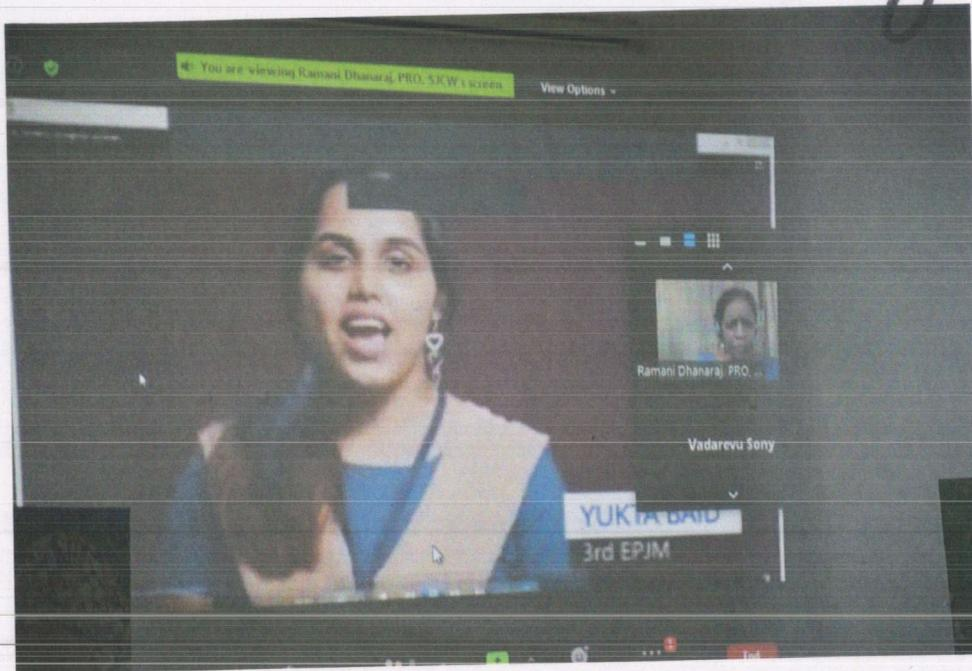 You are viewing Ramani Dhanaraj, PRO, SJCW's screen
View Options
Ramani Dhanaraj, PRO, ...
Vadarevu Sony
YUKTA BAID
3rd EPJM
End